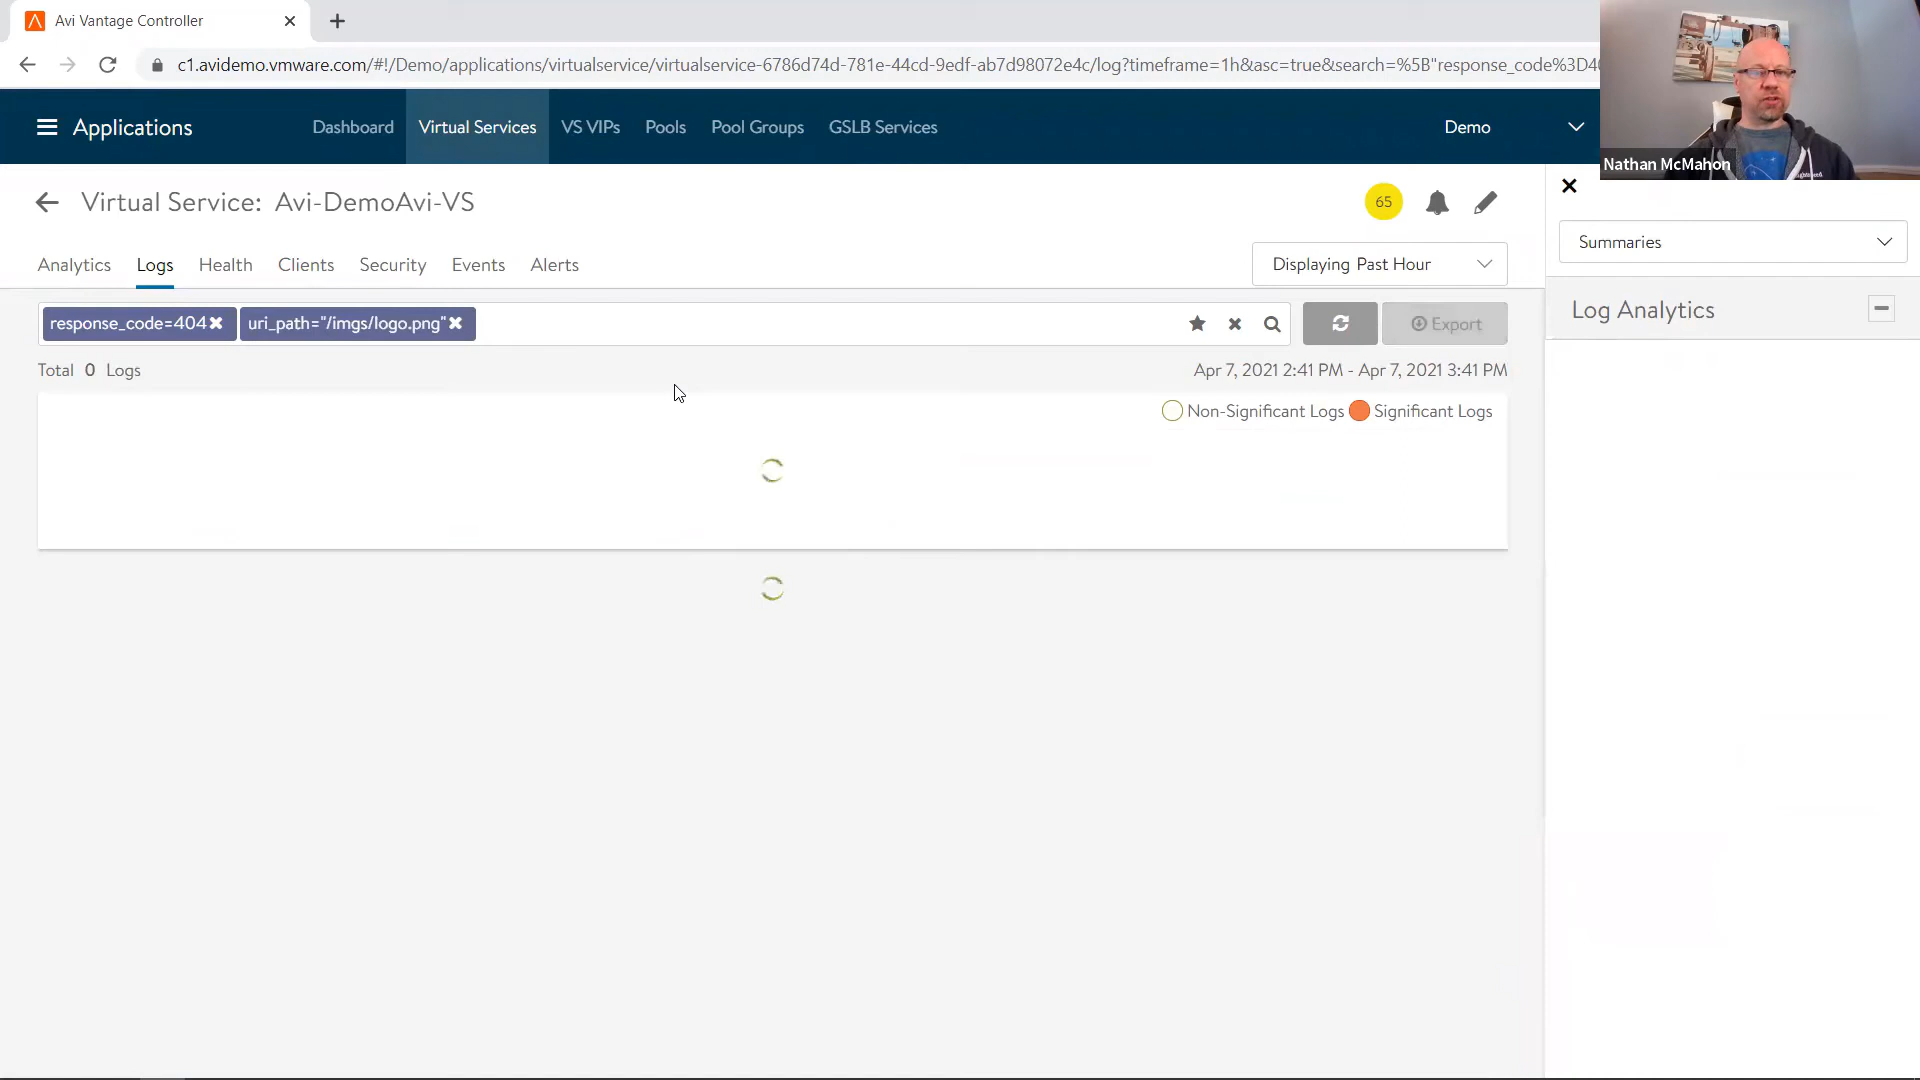 Avi Vantage Controller
c1.avidemo.vmware.com/#!/Demo/applications/virtualservice/virtualservice-6786d74d-781e-44cd-9edf-ab7d98072e4c/log?timeframe=1h&asc=true&search=%5B"response_code%3D40
Applications Dashboard Virtual Services VS VIPs Pools Pool Groups GSLB Services Demo
Nathan McMahon
Virtual Service: Avi-DemoAvi-VS 65
Summaries
Analytics Logs Health Clients Security Events Alerts Displaying Past Hour
Log Analytics
response_code=404 uri_path="/imgs/logo.png" Export
Total 0 Logs Apr 7, 2021 2:41 PM - Apr 7, 2021 3:41 PM
Non-Significant Logs Significant Logs